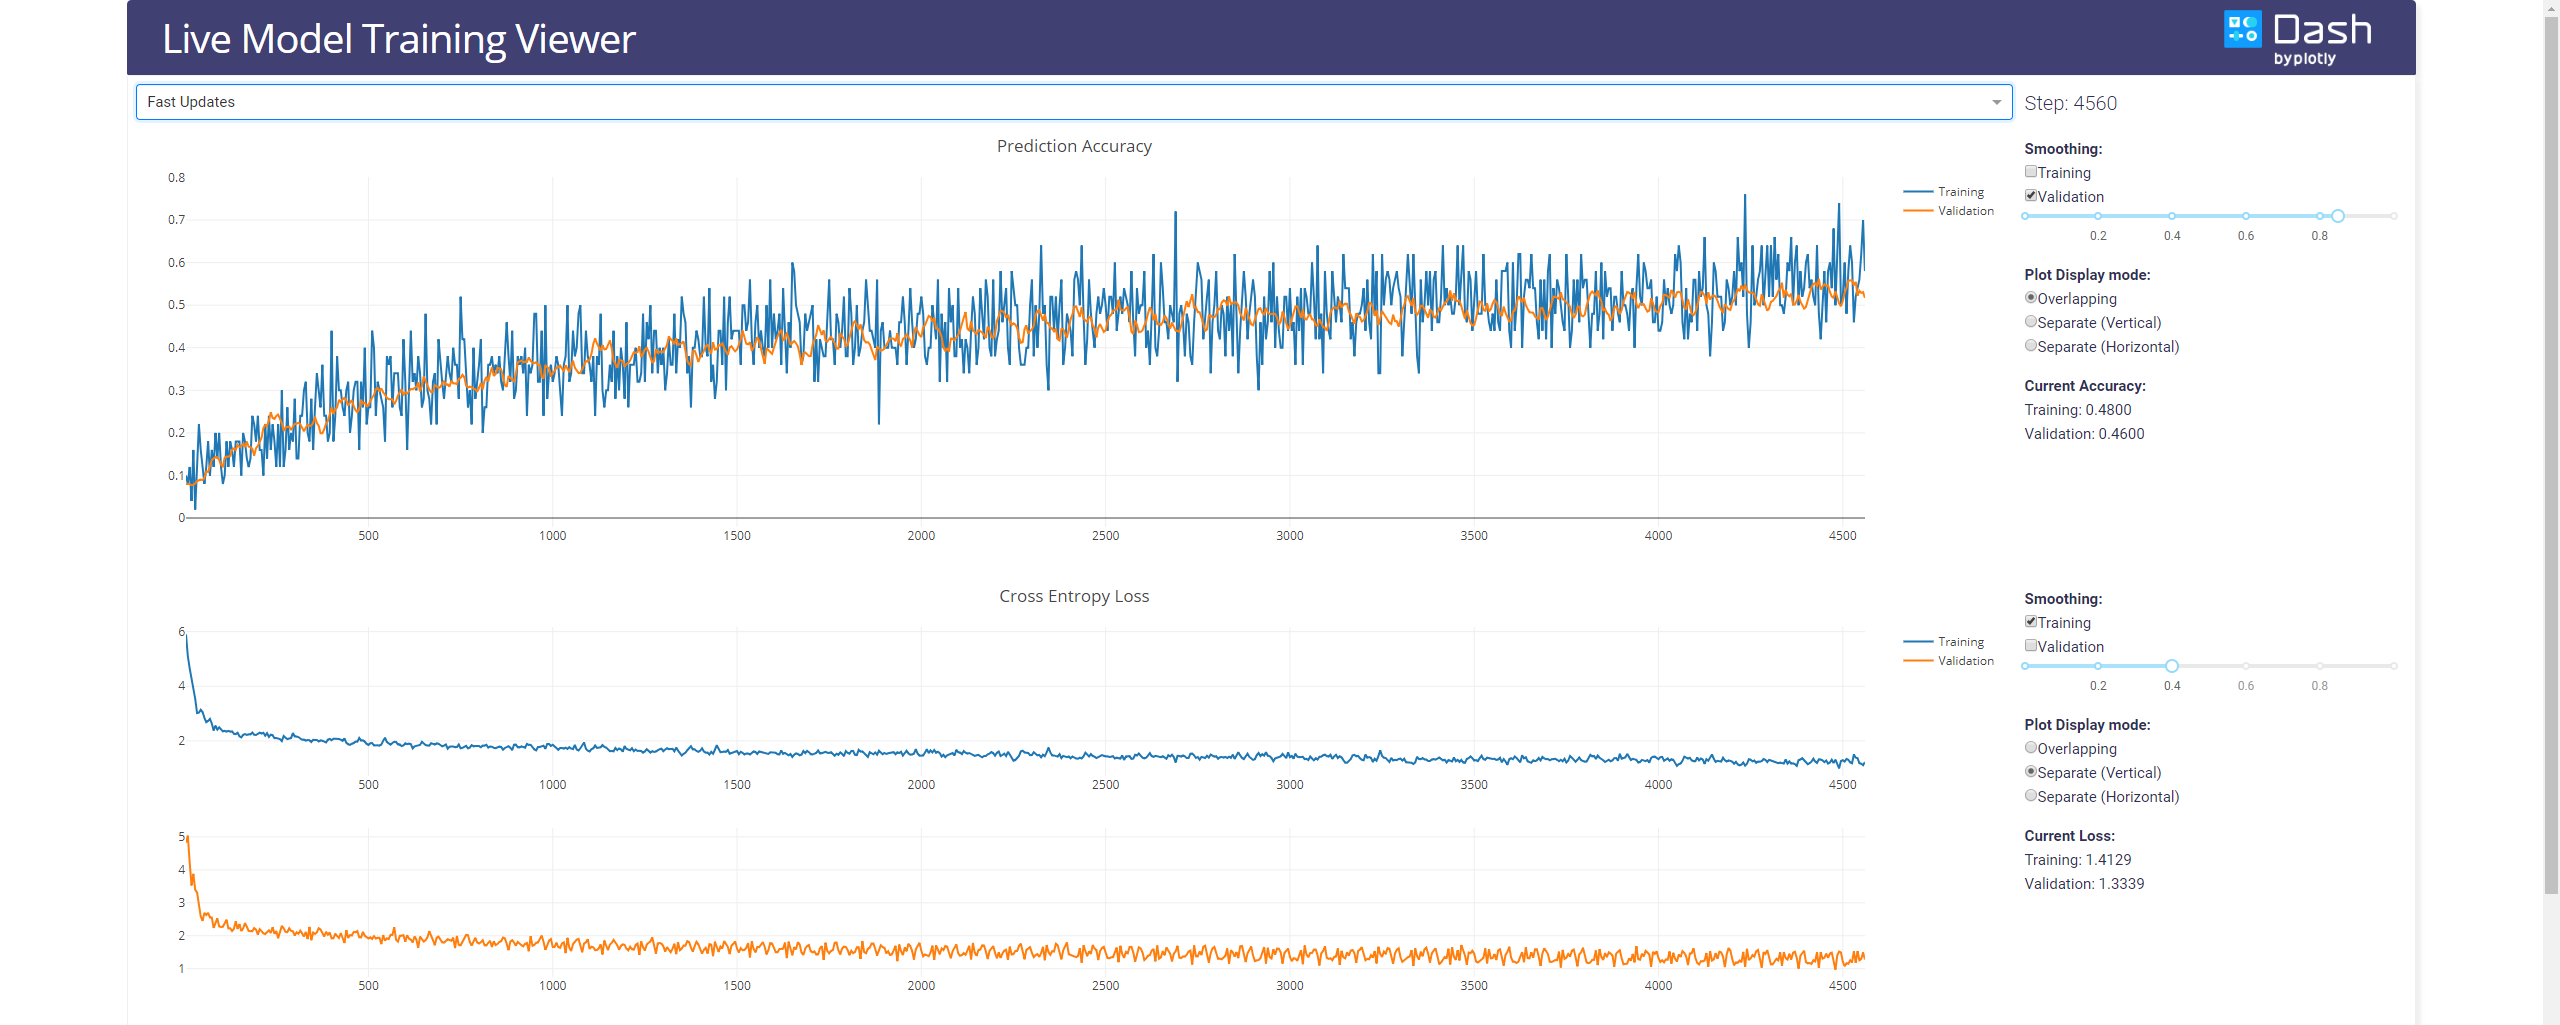 Live Model Training Viewer
Dash
by plotly
Fast Updates
Step: 4560
Prediction Accuracy
0.8
0.7
0.6
0.5
0.4
0.3
0.2
0.1
0
500 1000 1500 2000 2500 3000 3500 4000 4500
Training
Validation
Smoothing:
Training
Validation
0.2 0.4 0.6 0.8
Plot Display mode:
Overlapping
Separate (Vertical)
Separate (Horizontal)
Current Accuracy:
Training: 0.4800
Validation: 0.4600
Cross Entropy Loss
6
4
2
500 1000 1500 2000 2500 3000 3500 4000 4500
5
4
3
2
1
500 1000 1500 2000 2500 3000 3500 4000 4500
Training
Validation
Smoothing:
Training
Validation
0.2 0.4 0.6 0.8
Plot Display mode:
Overlapping
Separate (Vertical)
Separate (Horizontal)
Current Loss:
Training: 1.4129
Validation: 1.3339